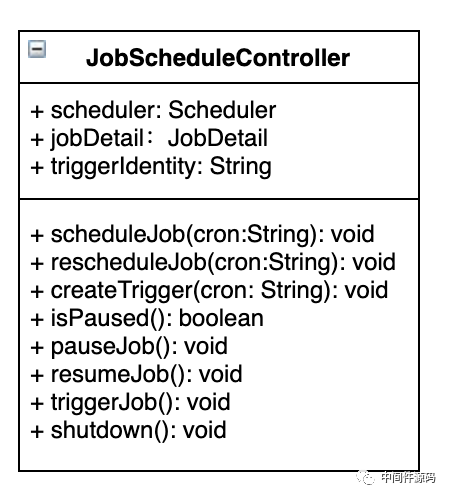 JobScheduleController
+ scheduler: Scheduler
+ jobDetail：JobDetail
+ triggerIdentity: String
+ scheduleJob(cron:String): void
+ rescheduleJob(cron:String): void
+ createTrigger(cron: String): void
+ isPaused(): boolean
+ pauseJob(): void
+ resumeJob(): void
+ triggerJob(): void
+ shutdown(): void
中间件源码